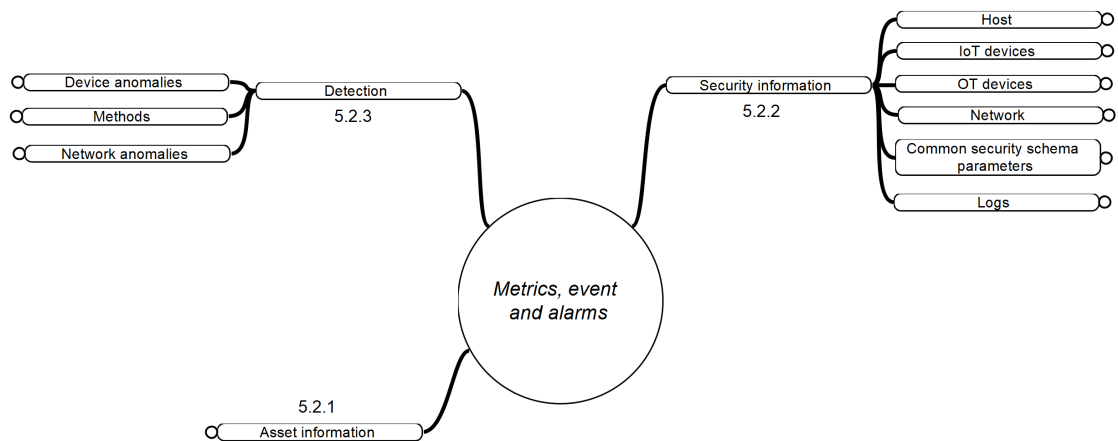 Device anomalies
Methods
Network anomalies
Detection
5.2.3
Security information
5.2.2
Host
IoT devices
OT devices
Network
Common security schema
parameters
Logs
Metrics, event
and alarms
5.2.1
Asset information